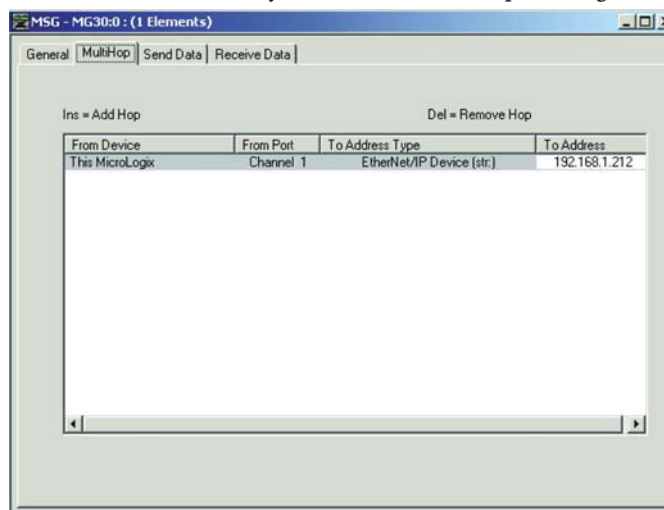 MSG - MG30:0 : (1 Elements)
General MultiHop Send Data Receive Data
Ins = Add Hop Del = Remove Hop
From Device From Port To Address Type To Address
This MicroLogix Channel 1 EtherNet/IP Device (str.) 192.168.1.212